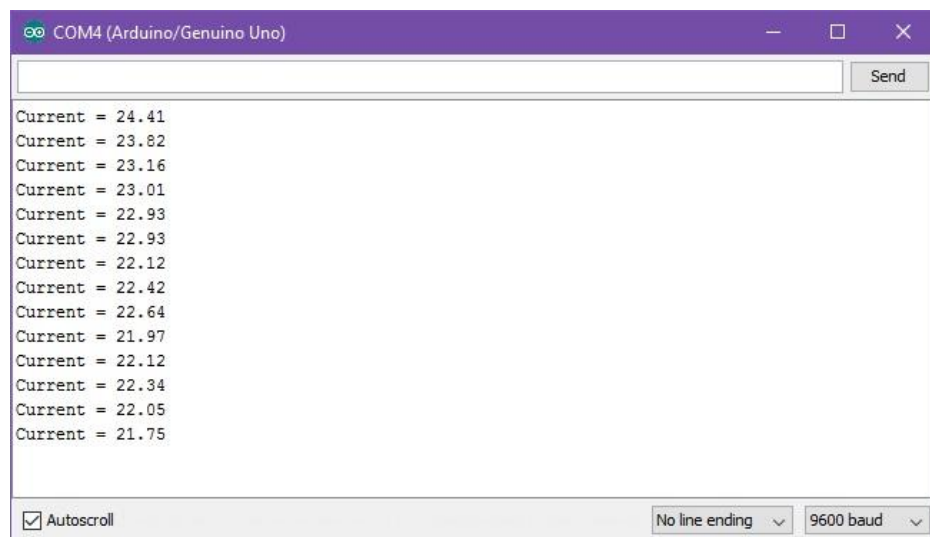 COM4 (Arduino/Genuino Uno)
Send
Current = 24.41
Current = 23.82
Current = 23.16
Current = 23.01
Current = 22.93
Current = 22.93
Current = 22.12
Current = 22.42
Current = 22.64
Current = 21.97
Current = 22.12
Current = 22.34
Current = 22.05
Current = 21.75
Autoscroll No line ending 9600 baud